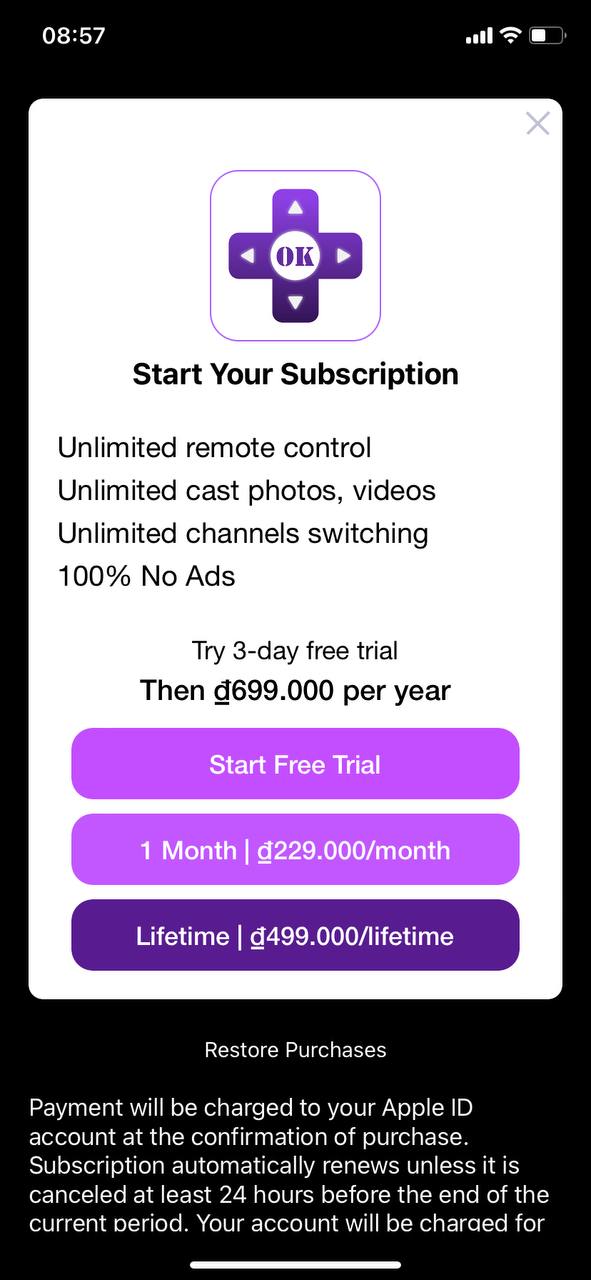 08:57
OK
Start Your Subscription
Unlimited remote control
Unlimited cast photos, videos
Unlimited channels switching
100% No Ads
Try 3-day free trial
Then ₫699.000 per year
Start Free Trial
1 Month | ₫229.000/month
Lifetime | ₫499.000/lifetime
Restore Purchases
Payment will be charged to your Apple ID
account at the confirmation of purchase.
Subscription automatically renews unless it is
canceled at least 24 hours before the end of the
current period. Your account will be charged for